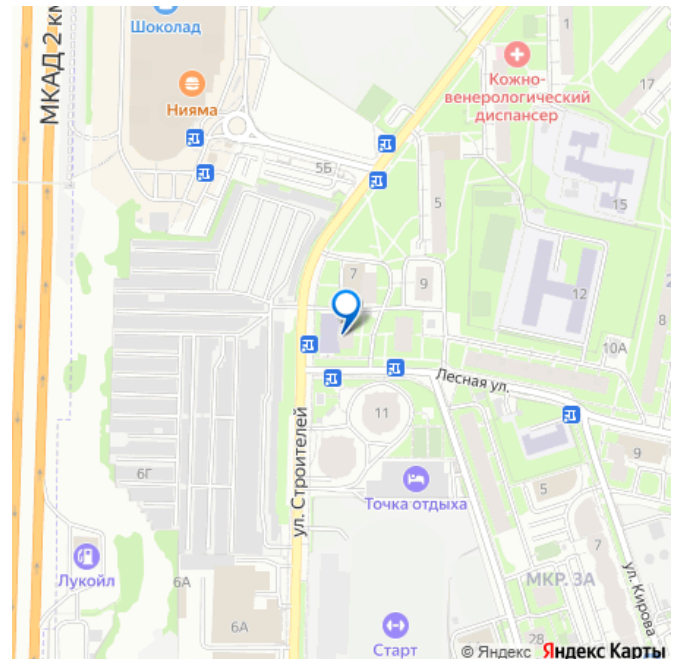 МКАД 2 км
Шоколад
Нияма
Кожно-
венерологический
диспансер
1
17
5Б
5
15
7
9
12
8
10А
Лесная ул.
11
ул. Строителей
6Г
9
Точка отдыха
5
7
Лукойл
6А
6А
МКР. 3А
ул. Кирова
Старт
28
© Яндекс Яндекс Карты